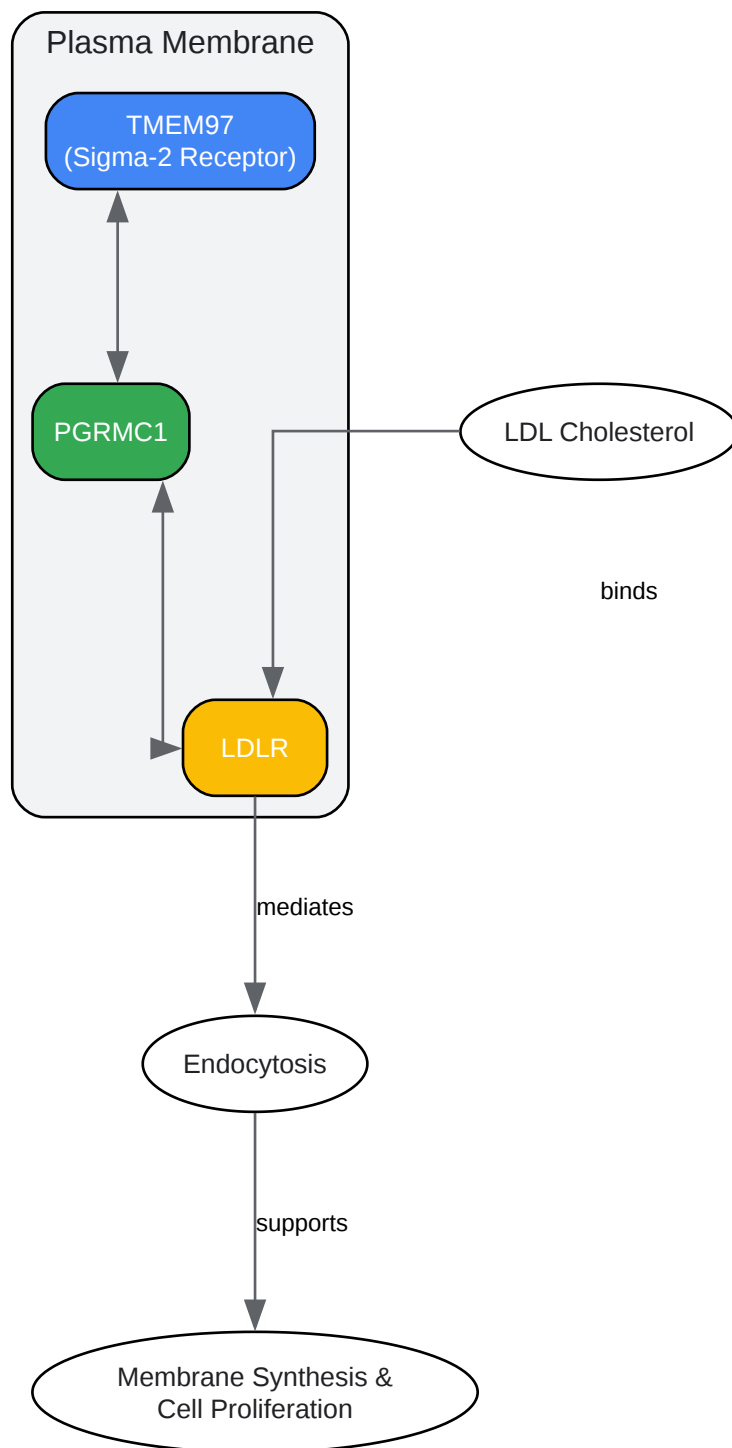 Plasma Membrane
TMEM97
(Sigma-2 Receptor)
PGRMC1
LDL Cholesterol
binds
LDLR
mediates
Endocytosis
supports
Membrane Synthesis &
Cell Proliferation